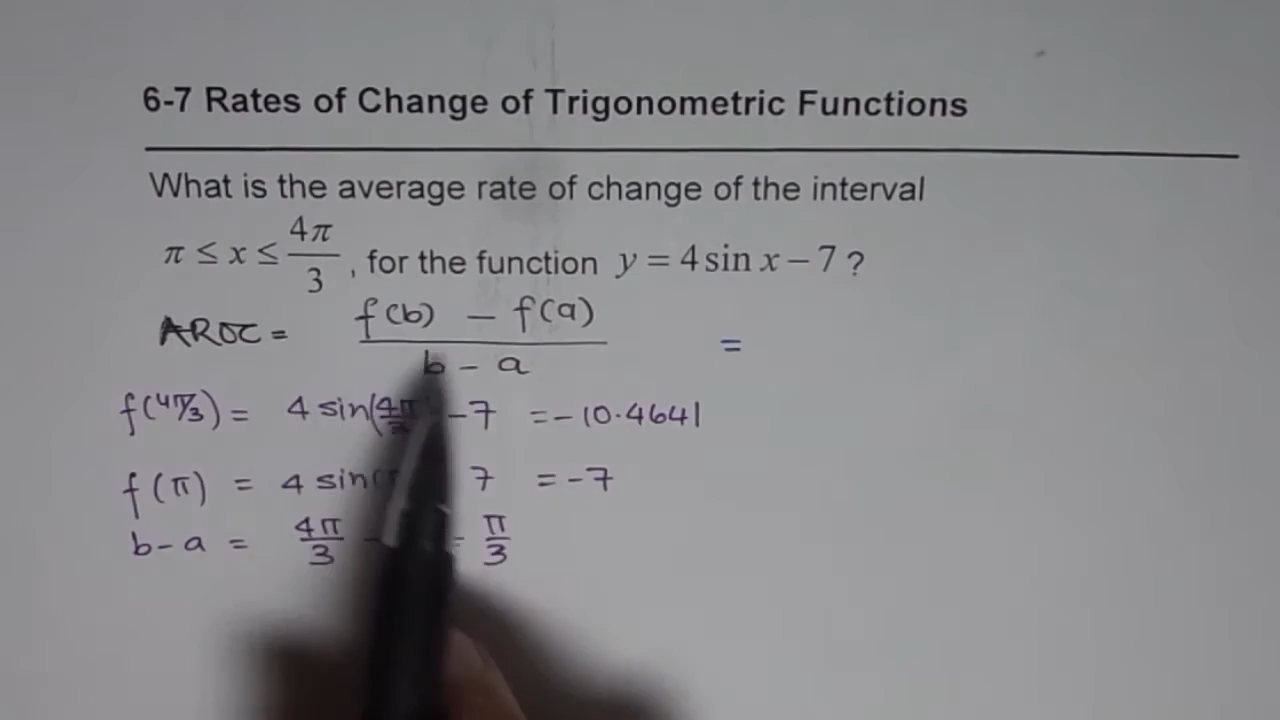 6-7 Rates of Change of Trigonometric Functions
What is the average rate of change of the interval
π ≤ x ≤ 4π/3 , for the function y = 4 sin x − 7 ?
AROC = f(b) − f(a) / b − a =
f(4π/3) = 4 sin(4π/3 −7 = −10.4641
f(π) = 4 sin( 7 = −7
b−a = 4π/3 − = π/3